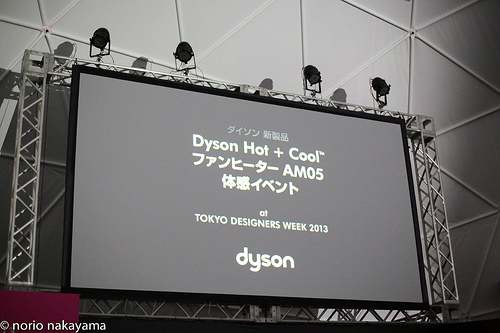 ダイソン 新製品
Dyson Hot + Cool™
ファンヒーター AM05
体感イベント
at
TOKYO DESIGNERS WEEK 2013
dyson
© norio nakayama